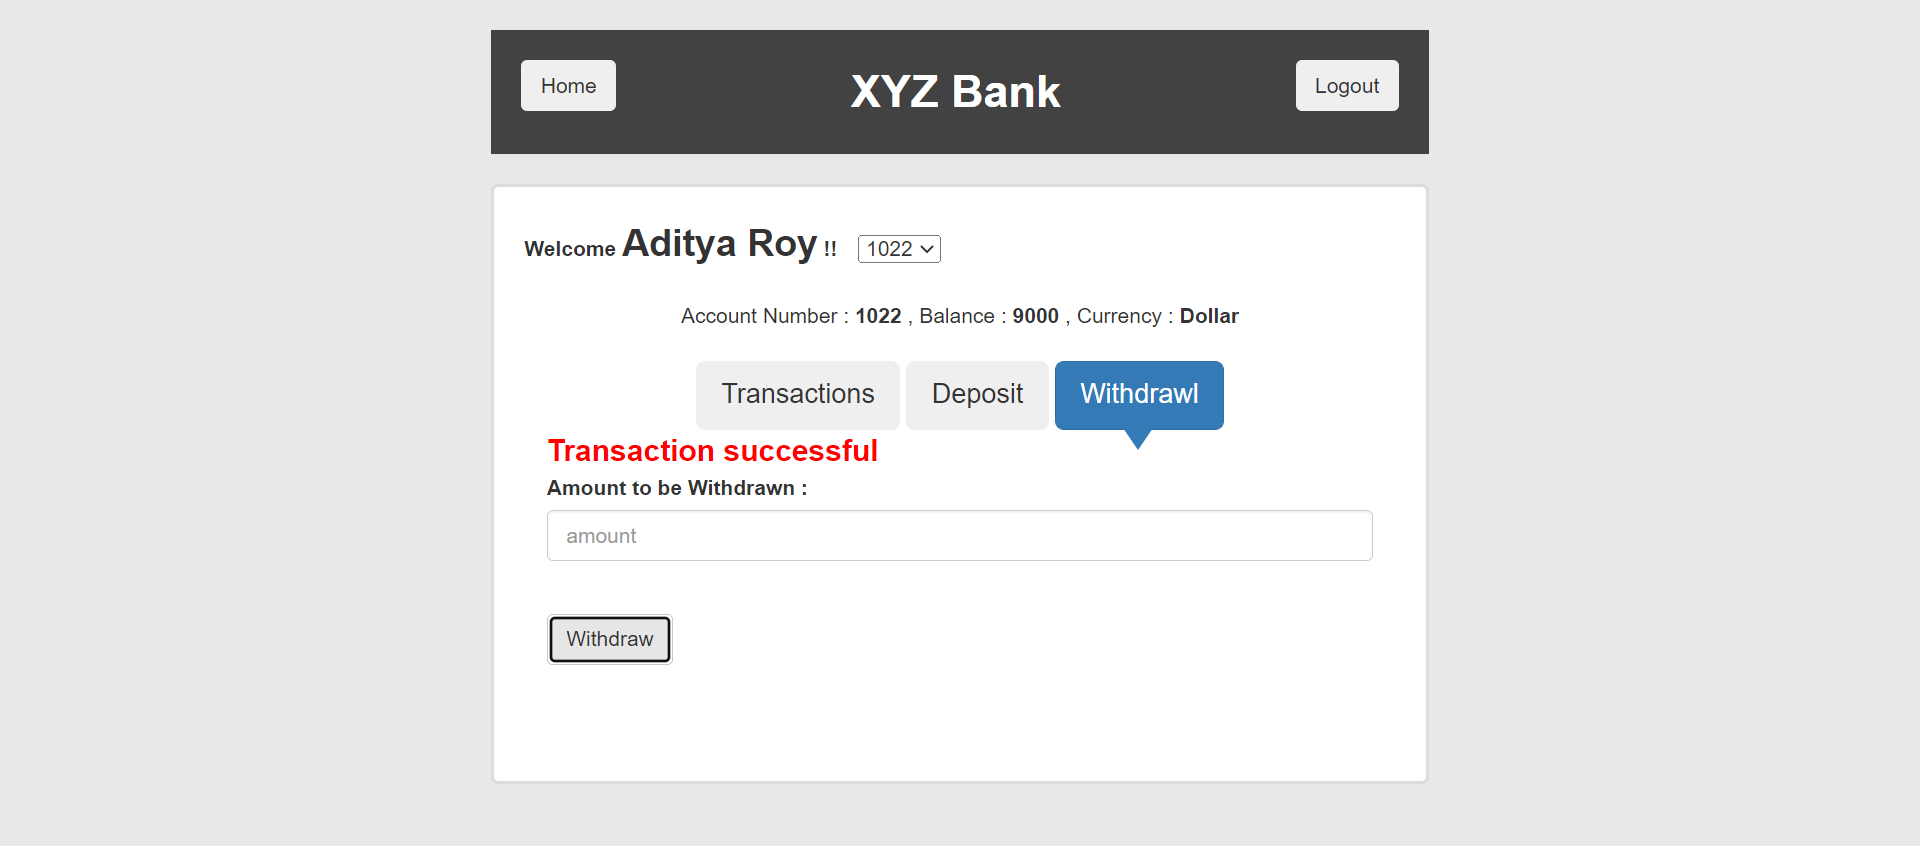 Home
XYZ Bank
Logout
Welcome Aditya Roy !! 1022
Account Number : 1022 , Balance : 9000 , Currency : Dollar
Transactions
Deposit
Withdrawl
Transaction successful
Amount to be Withdrawn :
amount
Withdraw